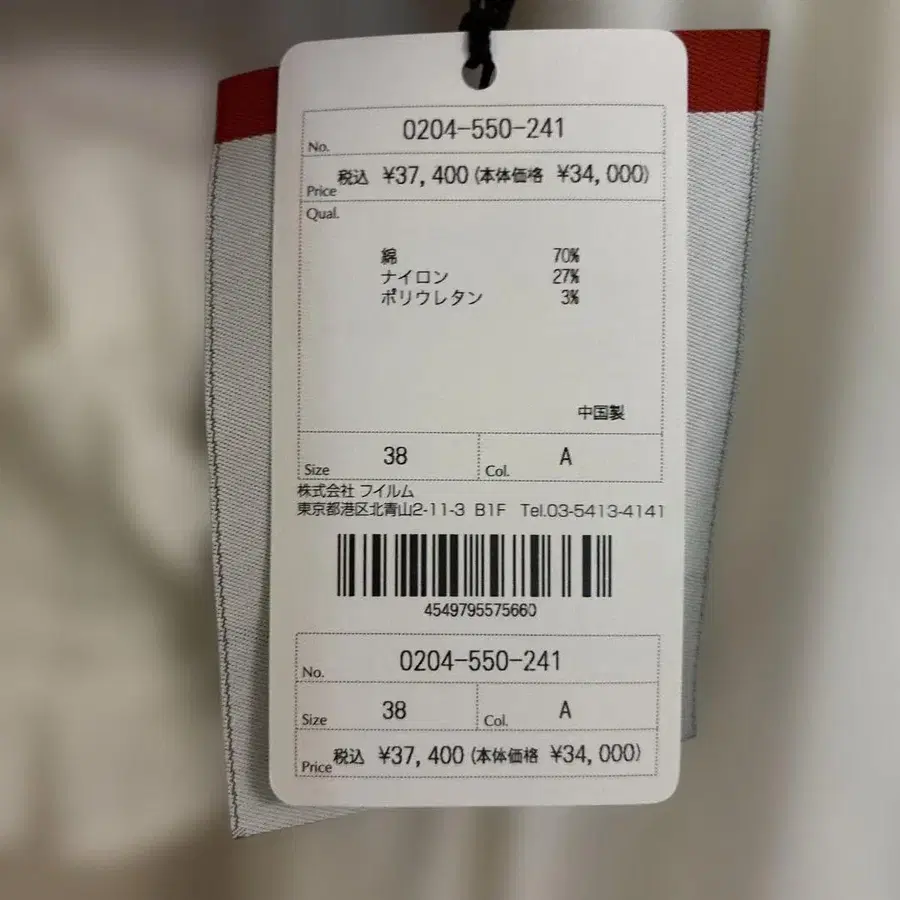 No. 0204-550-241
Price 税込 ¥37,400 (本体価格 ¥34,000)
Qual.
綿 70%
ナイロン 27%
ポリウレタン 3%
中国製
Size 38 Col. A
株式会社 フイルム
東京都港区北青山2-11-3 B1F Tel.03-5413-4141
4549795575660
No. 0204-550-241
Size 38 Col. A
Price 税込 ¥37,400 (本体価格 ¥34,000)